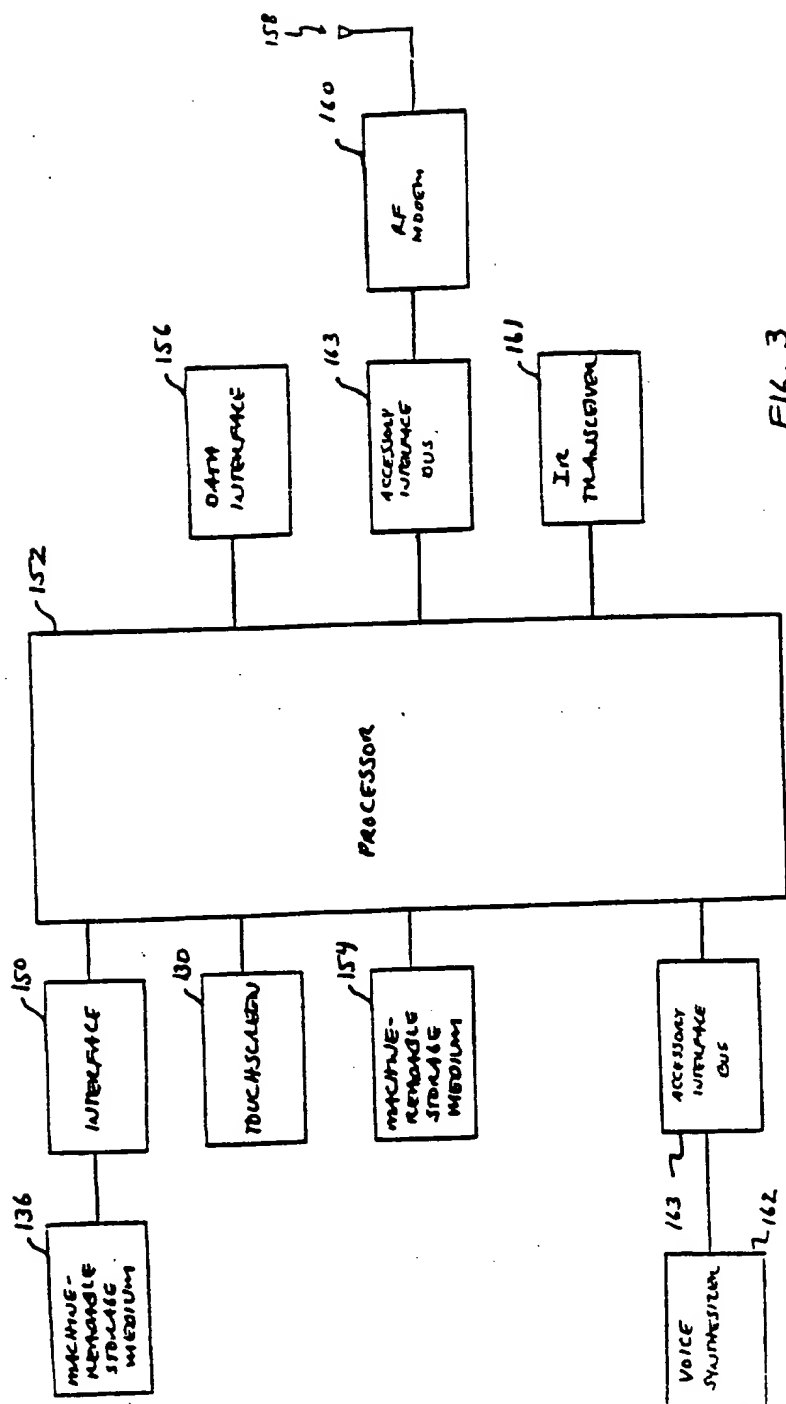 136
MACHINE-
READABLE
STORAGE
MEDIUM
150
INTERFACE
130
TOUCHSCREEN
154
MACHINE-
READABLE
STORAGE
MEDIUM
VOICE
SYNTHESIZER
162
163
ACCESSORY
INTERFACE
BUS
152
PROCESSOR
156
DATA
INTERFACE
163
ACCESSORY
INTERFACE
BUS
161
IR
TRANSCEIVER
160
RF
MODEM
158
FIG. 3